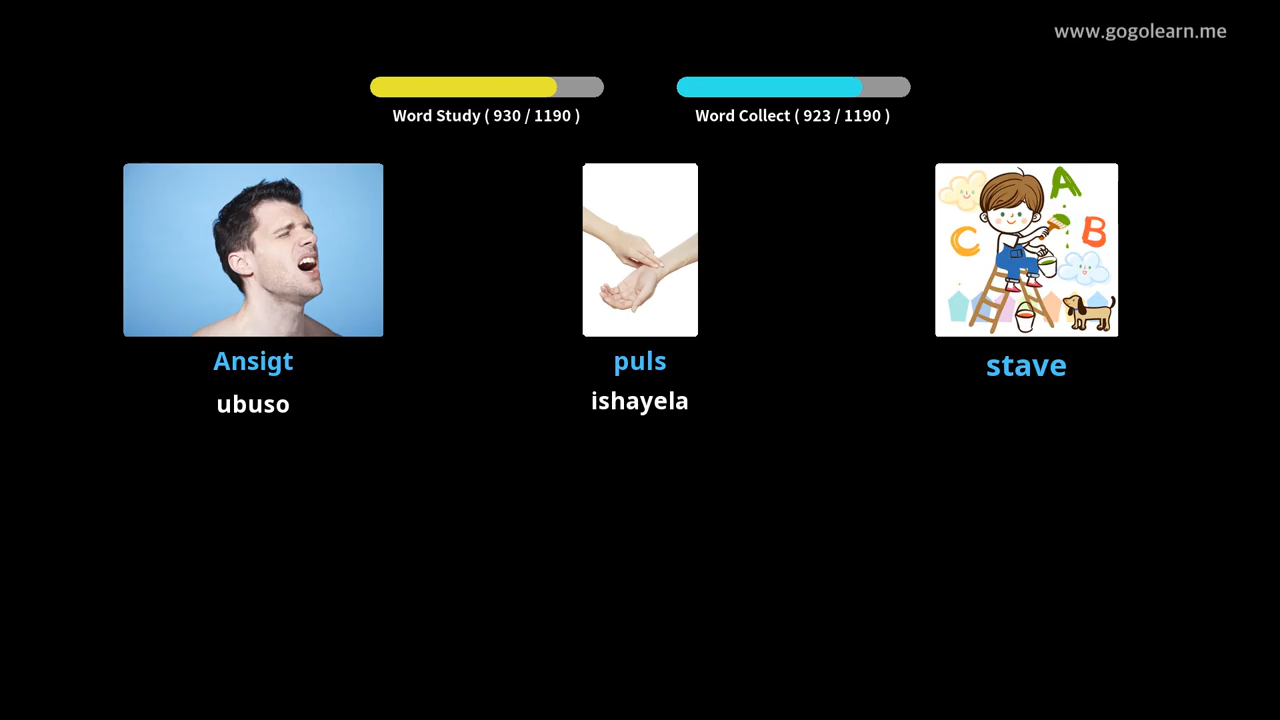 www.gogolearn.me
Word Study ( 930 / 1190 )
Word Collect ( 923 / 1190 )
A
B
C
Ansigt
ubuso
puls
ishayela
stave